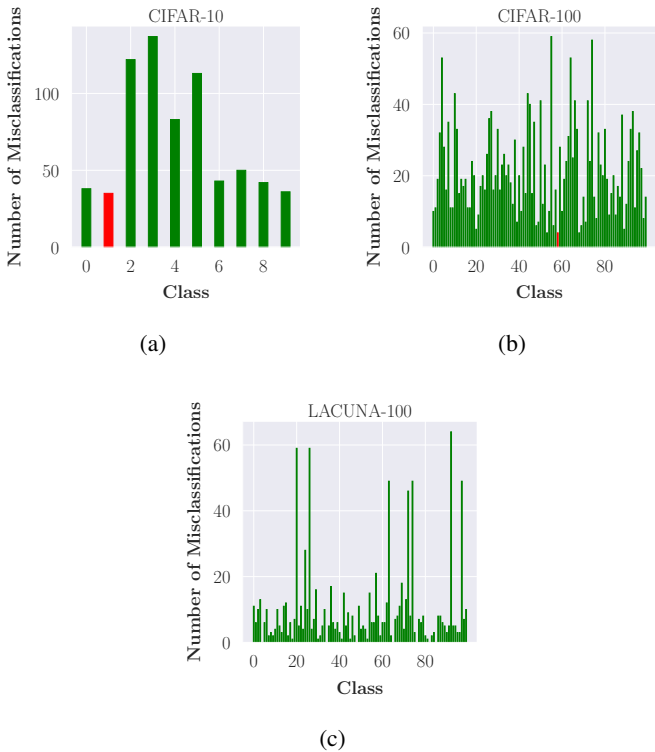 CIFAR-10
Number of Misclassifications
100
50
0
0 2 4 6 8
Class
(a)
CIFAR-100
Number of Misclassifications
60
40
20
0
0 20 40 60 80
Class
(b)
LACUNA-100
Number of Misclassifications
60
40
20
0
0 20 40 60 80
Class
(c)